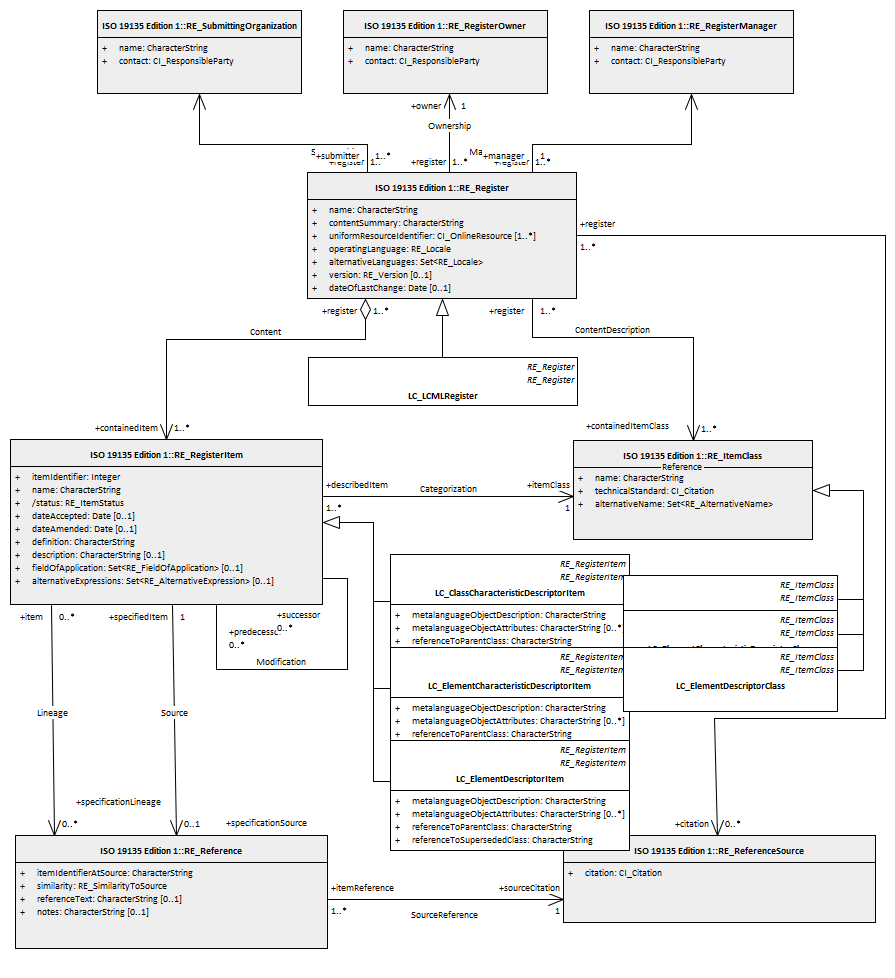 ISO 19135 Edition 1::RE_SubmittingOrganization
+ name: CharacterString
+ contact: CI_ResponsibleParty
ISO 19135 Edition 1::RE_RegisterOwner
+ name: CharacterString
+ contact: CI_ResponsibleParty
ISO 19135 Edition 1::RE_RegisterManager
+ name: CharacterString
+ contact: CI_ResponsibleParty
+owner 1
Ownership
+submitter 1..*
+register 1..
+register 1..*
+manager 1
+register 1..*
ISO 19135 Edition 1::RE_Register
+ name: CharacterString
+ contentSummary: CharacterString
+ uniformResourceIdentifier: CI_OnlineResource [1..*]
+ operatingLanguage: RE_Locale
+ alternativeLanguages: Set<RE_Locale>
+ version: RE_Version [0..1]
+ dateOfLastChange: Date [0..1]
+register
1..*
+register 1..*
+register 1..*
Content
ContentDescription
RE_Register
RE_Register
LC_LCMLRegister
+containedItem 1..*
+containedItemClass 1..*
ISO 19135 Edition 1::RE_RegisterItem
+ itemIdentifier: Integer
+ name: CharacterString
+ /status: RE_ItemStatus
+ dateAccepted: Date [0..1]
+ dateAmended: Date [0..1]
+ definition: CharacterString
+ description: CharacterString [0..1]
+ fieldOfApplication: Set<RE_FieldOfApplication> [0..1]
+ alternativeExpressions: Set<RE_AlternativeExpression> [0..1]
ISO 19135 Edition 1::RE_ItemClass
Reference
+ name: CharacterString
+ technicalStandard: CI_Citation
+ alternativeName: Set<RE_AlternativeName>
+describedItem
1..*
Categorization
+itemClass
1
RE_RegisterItem
RE_RegisterItem
LC_ClassCharacteristicDescriptorItem
+ metalanguageObjectDescription: CharacterString
+ metalanguageObjectAttributes: CharacterString [0..*]
+ referenceToParentClass: CharacterString
RE_RegisterItem
RE_RegisterItem
LC_ElementCharacteristicDescriptorItem
+ metalanguageObjectDescription: CharacterString
+ metalanguageObjectAttributes: CharacterString [0..*]
+ referenceToParentClass: CharacterString
RE_RegisterItem
RE_RegisterItem
LC_ElementDescriptorItem
+ metalanguageObjectDescription: CharacterString
+ metalanguageObjectAttributes: CharacterString [0..*]
+ referenceToParentClass: CharacterString
+ referenceToSupersededClass: CharacterString
RE_ItemClass
RE_ItemClass
RE_ItemClass
RE_ItemClass
RE_ItemClass
RE_ItemClass
LC_ElementDescriptorClass
+item 0..*
+specifiedItem 1
+successor
0..*
+predecesso
0..*
Modification
Lineage
Source
+specificationLineage
0..*
0..1
+specificationSource
+citation 0..*
ISO 19135 Edition 1::RE_Reference
+ itemIdentifierAtSource: CharacterString
+ similarity: RE_SimilarityToSource
+ referenceText: CharacterString [0..1]
+ notes: CharacterString [0..1]
+itemReference
1..*
SourceReference
+sourceCitation
1
ISO 19135 Edition 1::RE_ReferenceSource
+ citation: CI_Citation